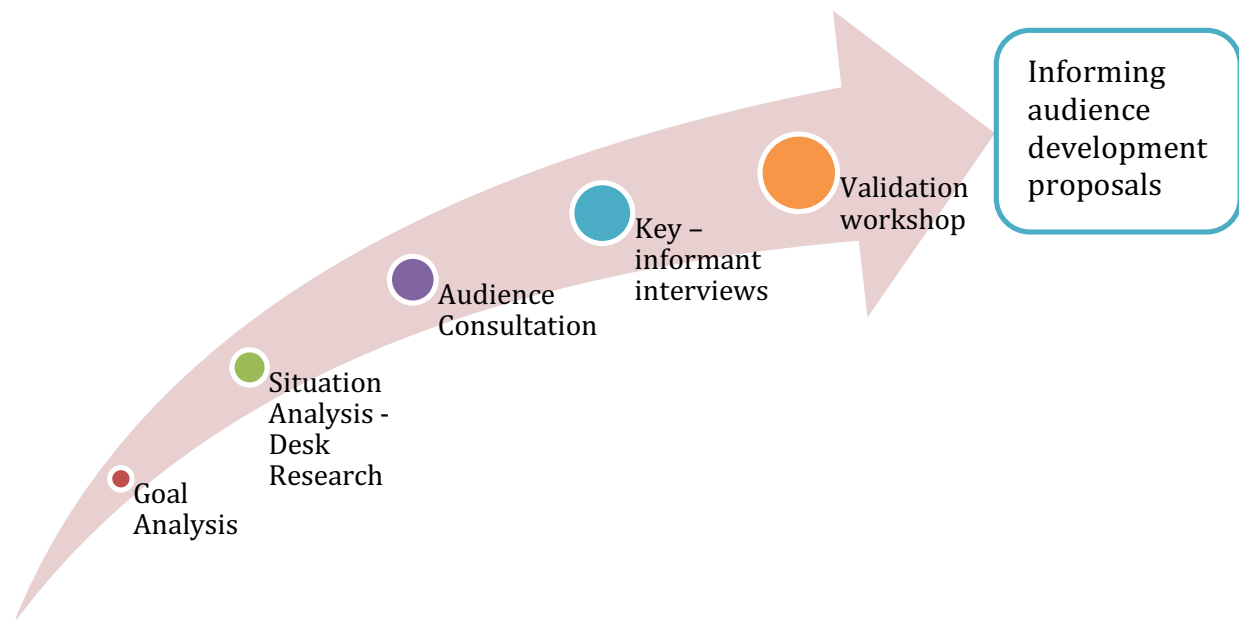 Goal
Analysis
Situation
Analysis -
Desk
Research
Audience
Consultation
Key –
informant
interviews
Validation
workshop
Informing
audience
development
proposals